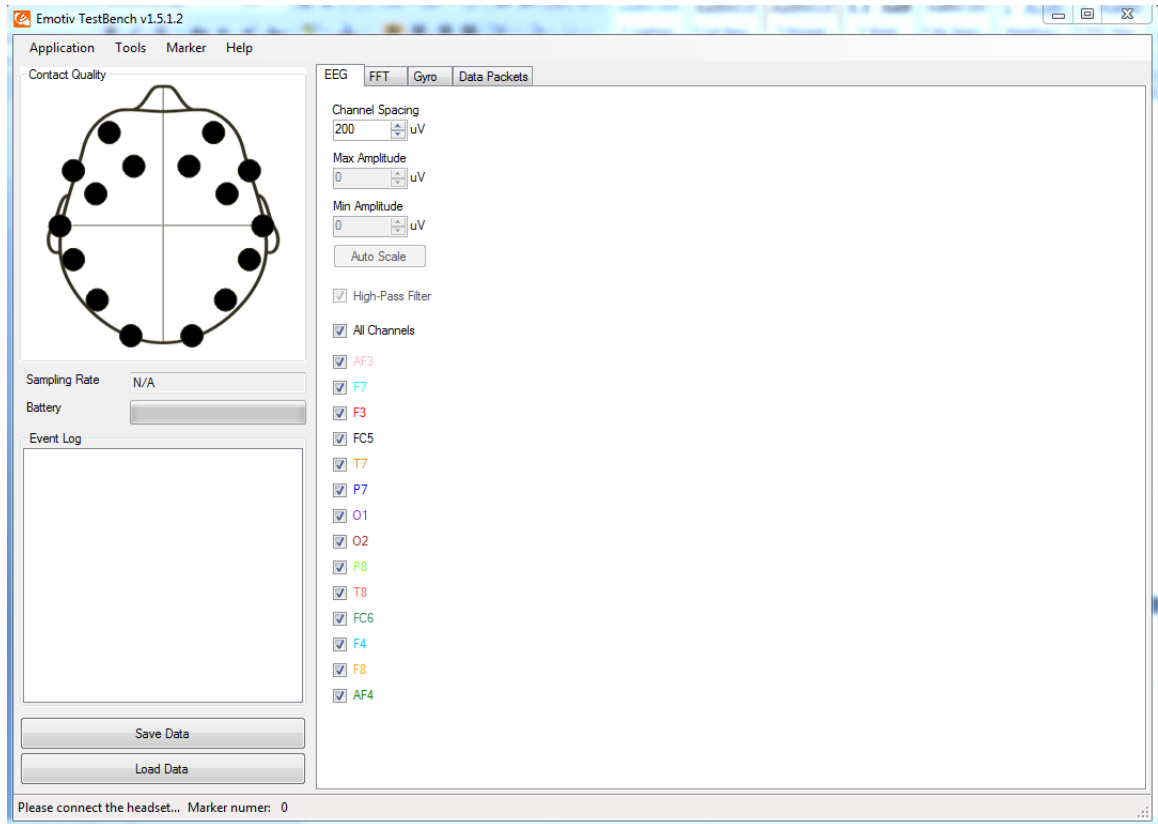 Emotiv TestBench v1.5.1.2
Application Tools Marker Help
Contact Quality
Sampling Rate N/A
Battery
Event Log
Save Data
Load Data
EEG FFT Gyro Data Packets
Channel Spacing
200 uV
Max Amplitude
0 uV
Min Amplitude
0 uV
Auto Scale
High-Pass Filter
All Channels
AF3
F7
F3
FC5
T7
P7
O1
O2
P8
T8
FC6
F4
F8
AF4
Please connect the headset... Marker numer: 0